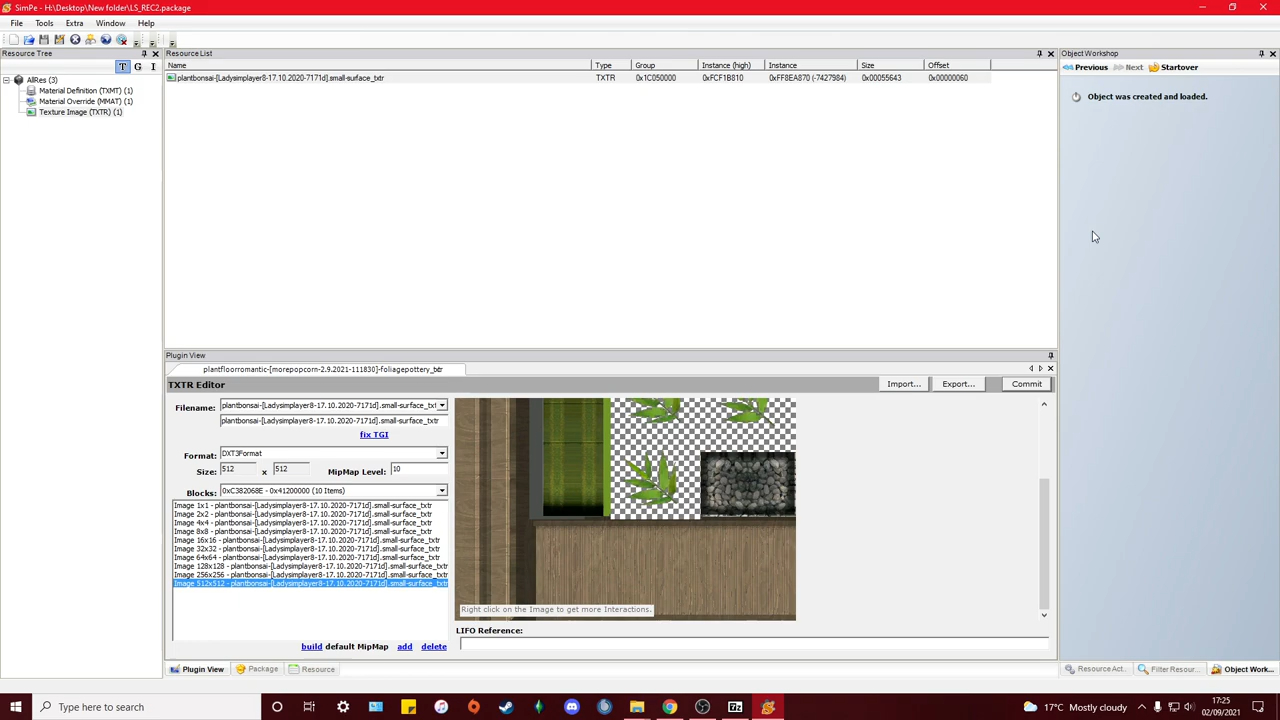 SimPe - H:\Desktop\New folder\LS_REC2.package
File Tools Extra Window Help
Resource Tree
Resource List
Object Workshop
T G I
Name Type Group Instance (high) Instance Size Offset
Previous Next Startover
AllRes (3)
plantbonsai-[Ladysimplayer8-17.10.2020-7171d].small-surface_txtr TXTR 0x1C050000 0xFCF1B810 0xFF8EA870 (-7427984) 0x00055643 0x00000060
Material Definition (TXMT) (1)
Material Override (MMAT) (1)
Texture Image (TXTR) (1)
Object was created and loaded.
Plugin View
plantfloorromantic-[morepopcorn-2.9.2021-111830]-foliagepottery_txtr
TXTR Editor Import... Export... Commit
Filename: plantbonsai-[Ladysimplayer8-17.10.2020-7171d].small-surface_txtr
plantbonsai-[Ladysimplayer8-17.10.2020-7171d].small-surface_txtr
fix TGI
Format: DXT3Format
Size: 512 x 512 MipMap Level: 10
Blocks: 0xC382068E - 0x41200000 (10 Items)
Image 1x1 - plantbonsai-[Ladysimplayer8-17.10.2020-7171d].small-surface_txtr
Image 2x2 - plantbonsai-[Ladysimplayer8-17.10.2020-7171d].small-surface_txtr
Image 4x4 - plantbonsai-[Ladysimplayer8-17.10.2020-7171d].small-surface_txtr
Image 8x8 - plantbonsai-[Ladysimplayer8-17.10.2020-7171d].small-surface_txtr
Image 16x16 - plantbonsai-[Ladysimplayer8-17.10.2020-7171d].small-surface_txtr
Image 32x32 - plantbonsai-[Ladysimplayer8-17.10.2020-7171d].small-surface_txtr
Image 64x64 - plantbonsai-[Ladysimplayer8-17.10.2020-7171d].small-surface_txtr
Image 128x128 - plantbonsai-[Ladysimplayer8-17.10.2020-7171d].small-surface_txtr
Image 256x256 - plantbonsai-[Ladysimplayer8-17.10.2020-7171d].small-surface_txtr
Image 512x512 - plantbonsai-[Ladysimplayer8-17.10.2020-7171d].small-surface_txtr
Right click on the Image to get more Interactions.
LIFO Reference:
build default MipMap add delete
Plugin View Package Resource
Resource Act... Filter Resour... Object Work...
Type here to search
17°C Mostly cloudy
17:25
02/09/2021